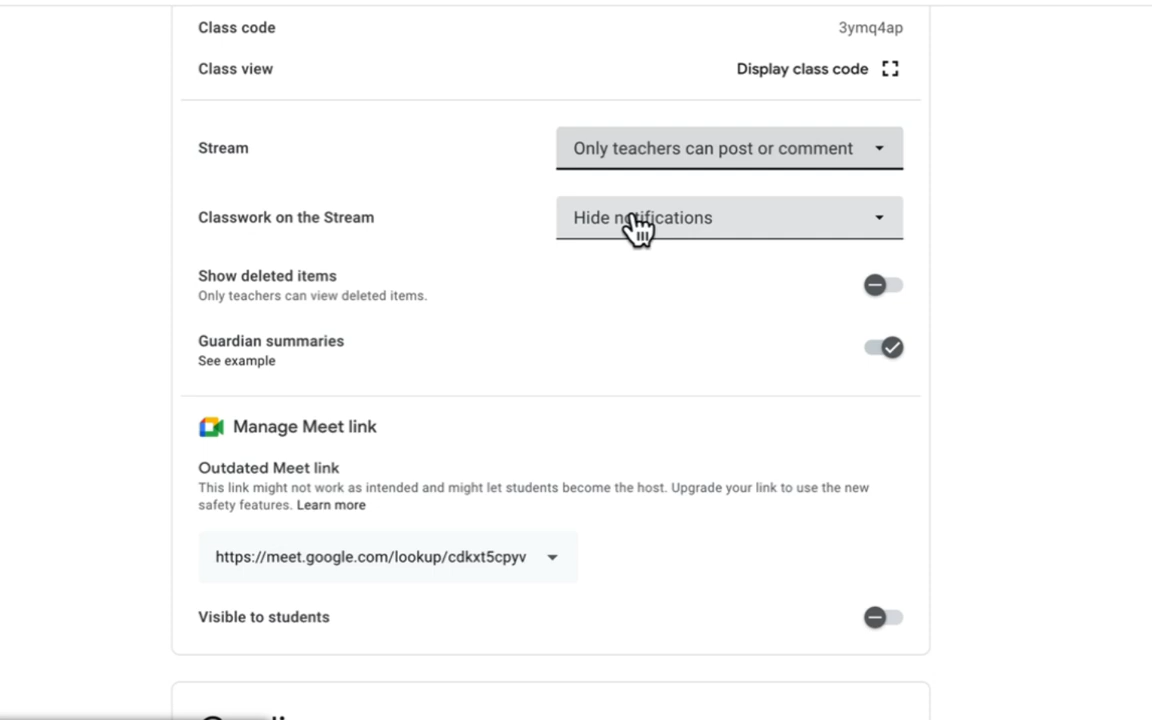 Class code
3ymq4ap
Class view
Display class code
Stream
Only teachers can post or comment
Classwork on the Stream
Hide notifications
Show deleted items
Only teachers can view deleted items.
Guardian summaries
See example
Manage Meet link
Outdated Meet link
This link might not work as intended and might let students become the host. Upgrade your link to use the new
safety features. Learn more
https://meet.google.com/lookup/cdkxt5cpyv
Visible to students